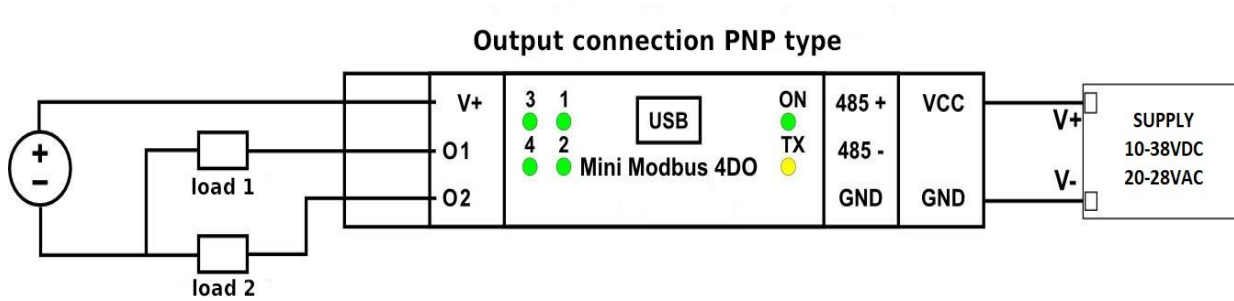 Output connection PNP type
V+
O1
O2
3 1
4 2
USB
ON
TX
Mini Modbus 4DO
485 +
485 -
GND
VCC
GND
V+
V-
SUPPLY
10-38VDC
20-28VAC
+
−
load 1
load 2